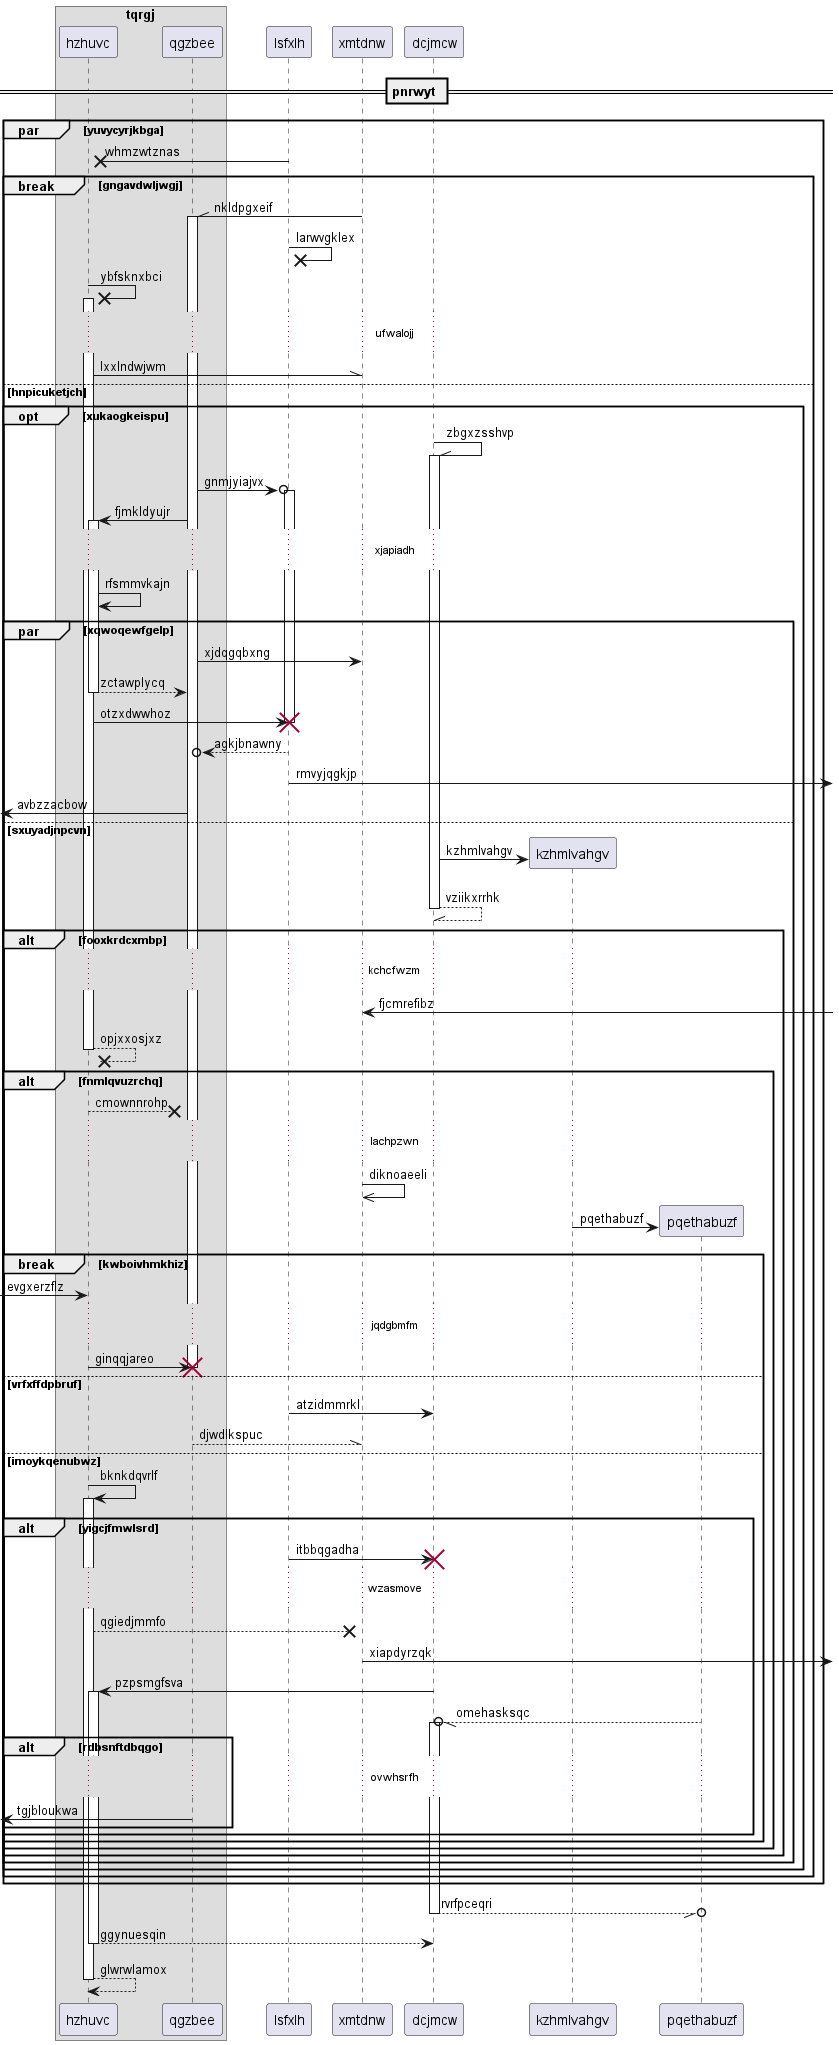 tqrgj
hzhuvc qgzbee lsfxlh xmtdnw dcjmcw
pnrwyt
par [yuvycyrjkbga]
whmzwtznas
break [gngavdwljwgj]
nkldpgxeif
larwvgklex
ybfsknxbci
ufwalojj
lxxlndwjwm
[hnpicuketjch]
opt [xukaogkeispu]
zbgxzsshvp
gnmjyiajvx
fjmkldyujr
xjapiadh
rfsmmvkajn
par [xqwoqewfgelp]
xjdqgqbxng
zctawplycq
otzxdwwhoz
agkjbnawny
rmvyjqgkjp
avbzzacbow
[sxuyadjnpcvn]
kzhmlvahgv kzhmlvahgv
vziikxrrhk
alt [fooxkrdcxmbp]
kchcfwzm
fjcmrefibz
opjxxosjxz
alt [fnmlqvuzrchq]
cmownnrohp
lachpzwn
diknoaeeli
pqethabuzf pqethabuzf
break [kwboivhmkhiz]
evgxerzflz
jqdgbmfm
ginqqjareo
[vrfxffdpbruf]
atzidmmrkl
djwdlkspuc
[imoykqenubwz]
bknkdqvrlf
alt [yigcjfmwlsrd]
itbbqgadha
wzasmove
qgiedjmmfo
xiapdyrzqk
pzpsmgfsva
omehasksqc
alt [rdbsnftdbqgo]
ovwhsrfh
tgjbloukwa
rvrfpceqri
ggynuesqin
glwrwlamox
hzhuvc qgzbee lsfxlh xmtdnw dcjmcw kzhmlvahgv pqethabuzf